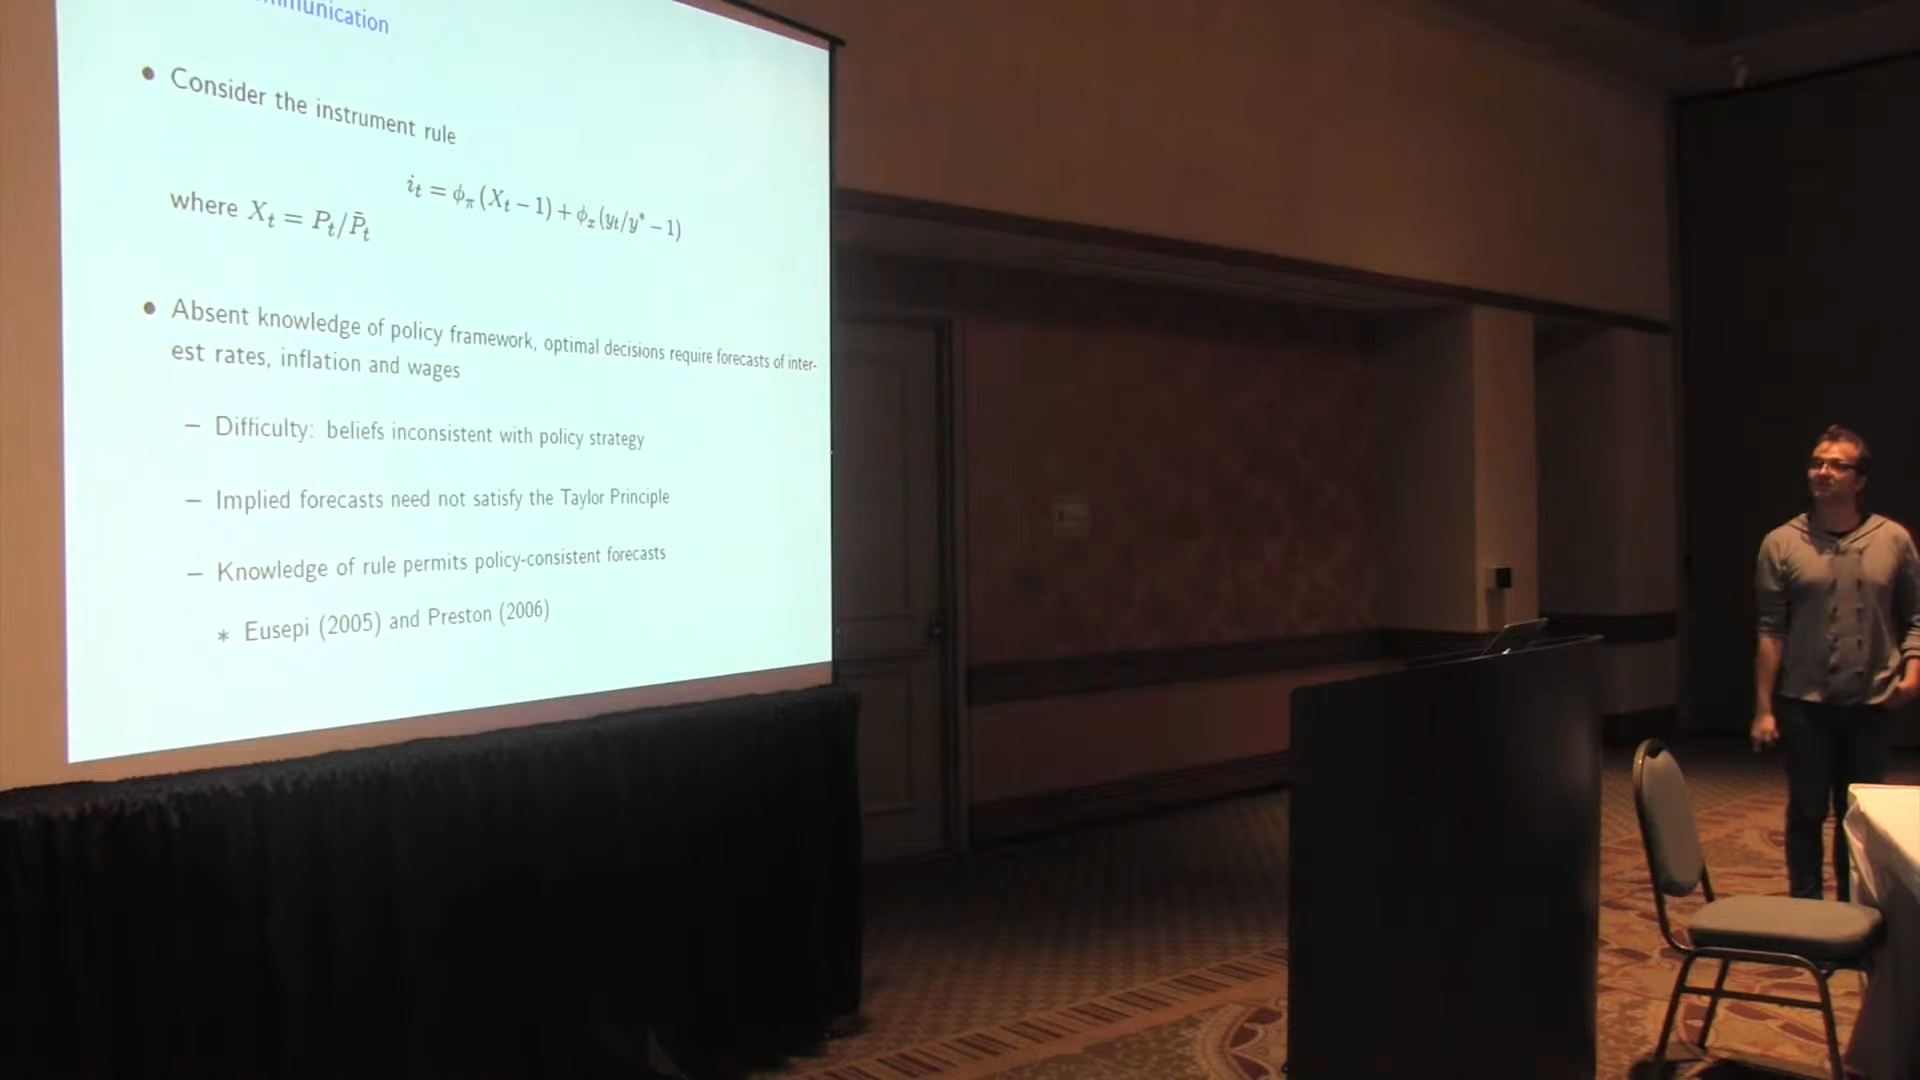 • Consider the instrument rule
i_t = ϕ_π (X_t − 1) + ϕ_x (y_t/y* − 1)
where X_t = P_t/P̄_t
• Absent knowledge of policy framework, optimal decisions require forecasts of inter-
est rates, inflation and wages
– Difficulty: beliefs inconsistent with policy strategy
– Implied forecasts need not satisfy the Taylor Principle
– Knowledge of rule permits policy-consistent forecasts
∗ Eusepi (2005) and Preston (2006)